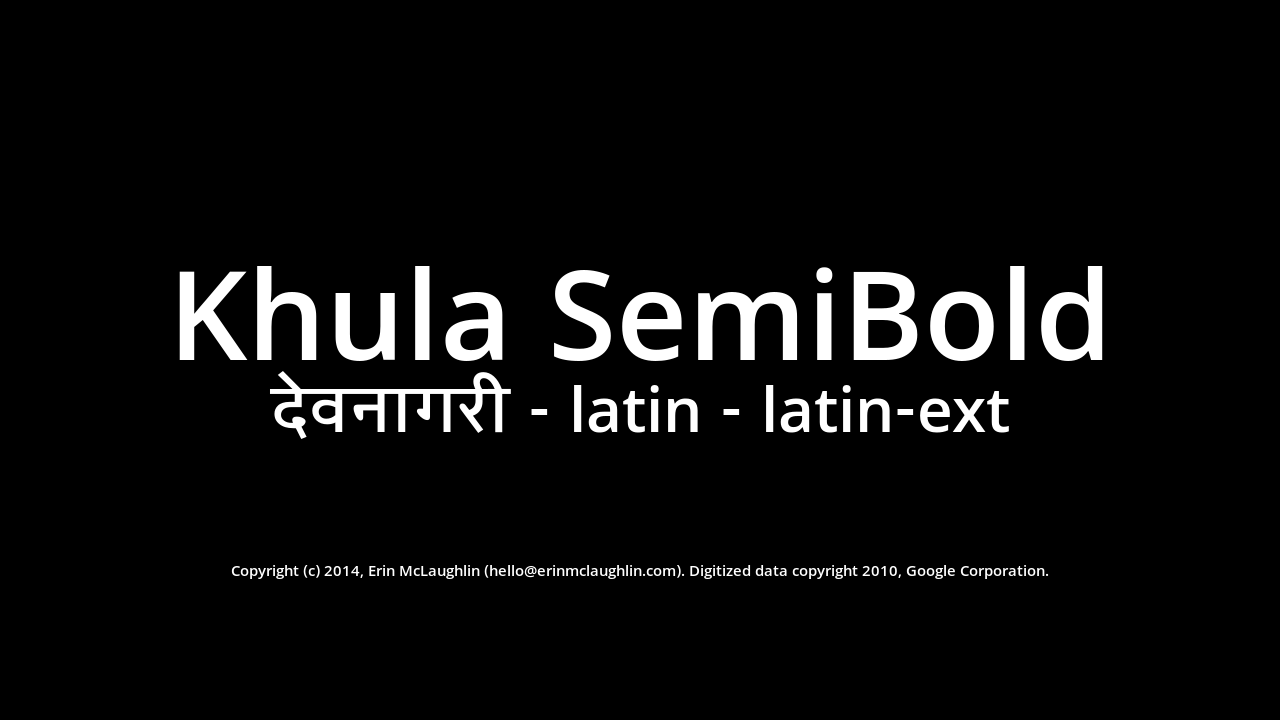 Khula SemiBold
देवनागरी - latin - latin-ext
Copyright (c) 2014, Erin McLaughlin (hello@erinmclaughlin.com). Digitized data copyright 2010, Google Corporation.